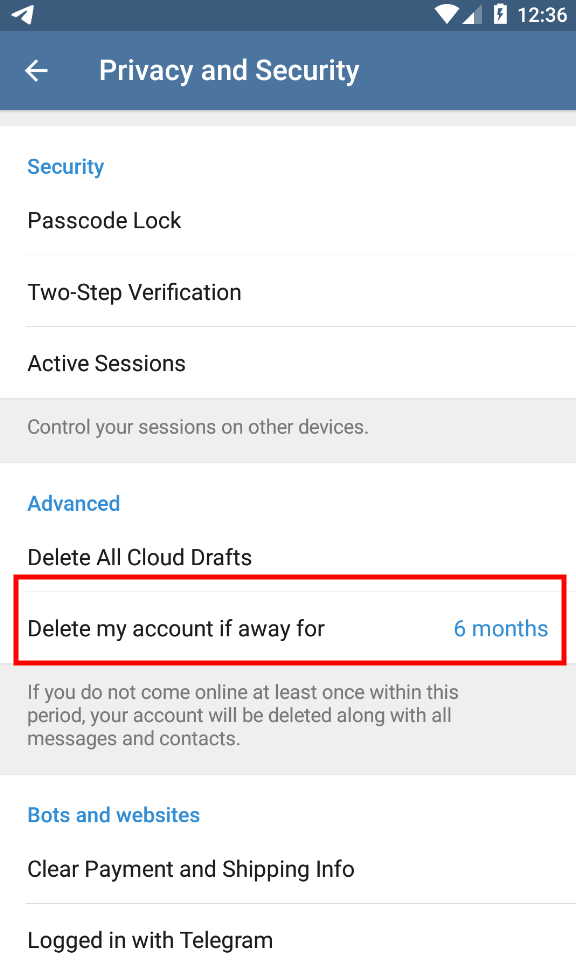 12:36
Privacy and Security
Security
Passcode Lock
Two-Step Verification
Active Sessions
Control your sessions on other devices.
Advanced
Delete All Cloud Drafts
Delete my account if away for 6 months
If you do not come online at least once within this
period, your account will be deleted along with all
messages and contacts.
Bots and websites
Clear Payment and Shipping Info
Logged in with Telegram